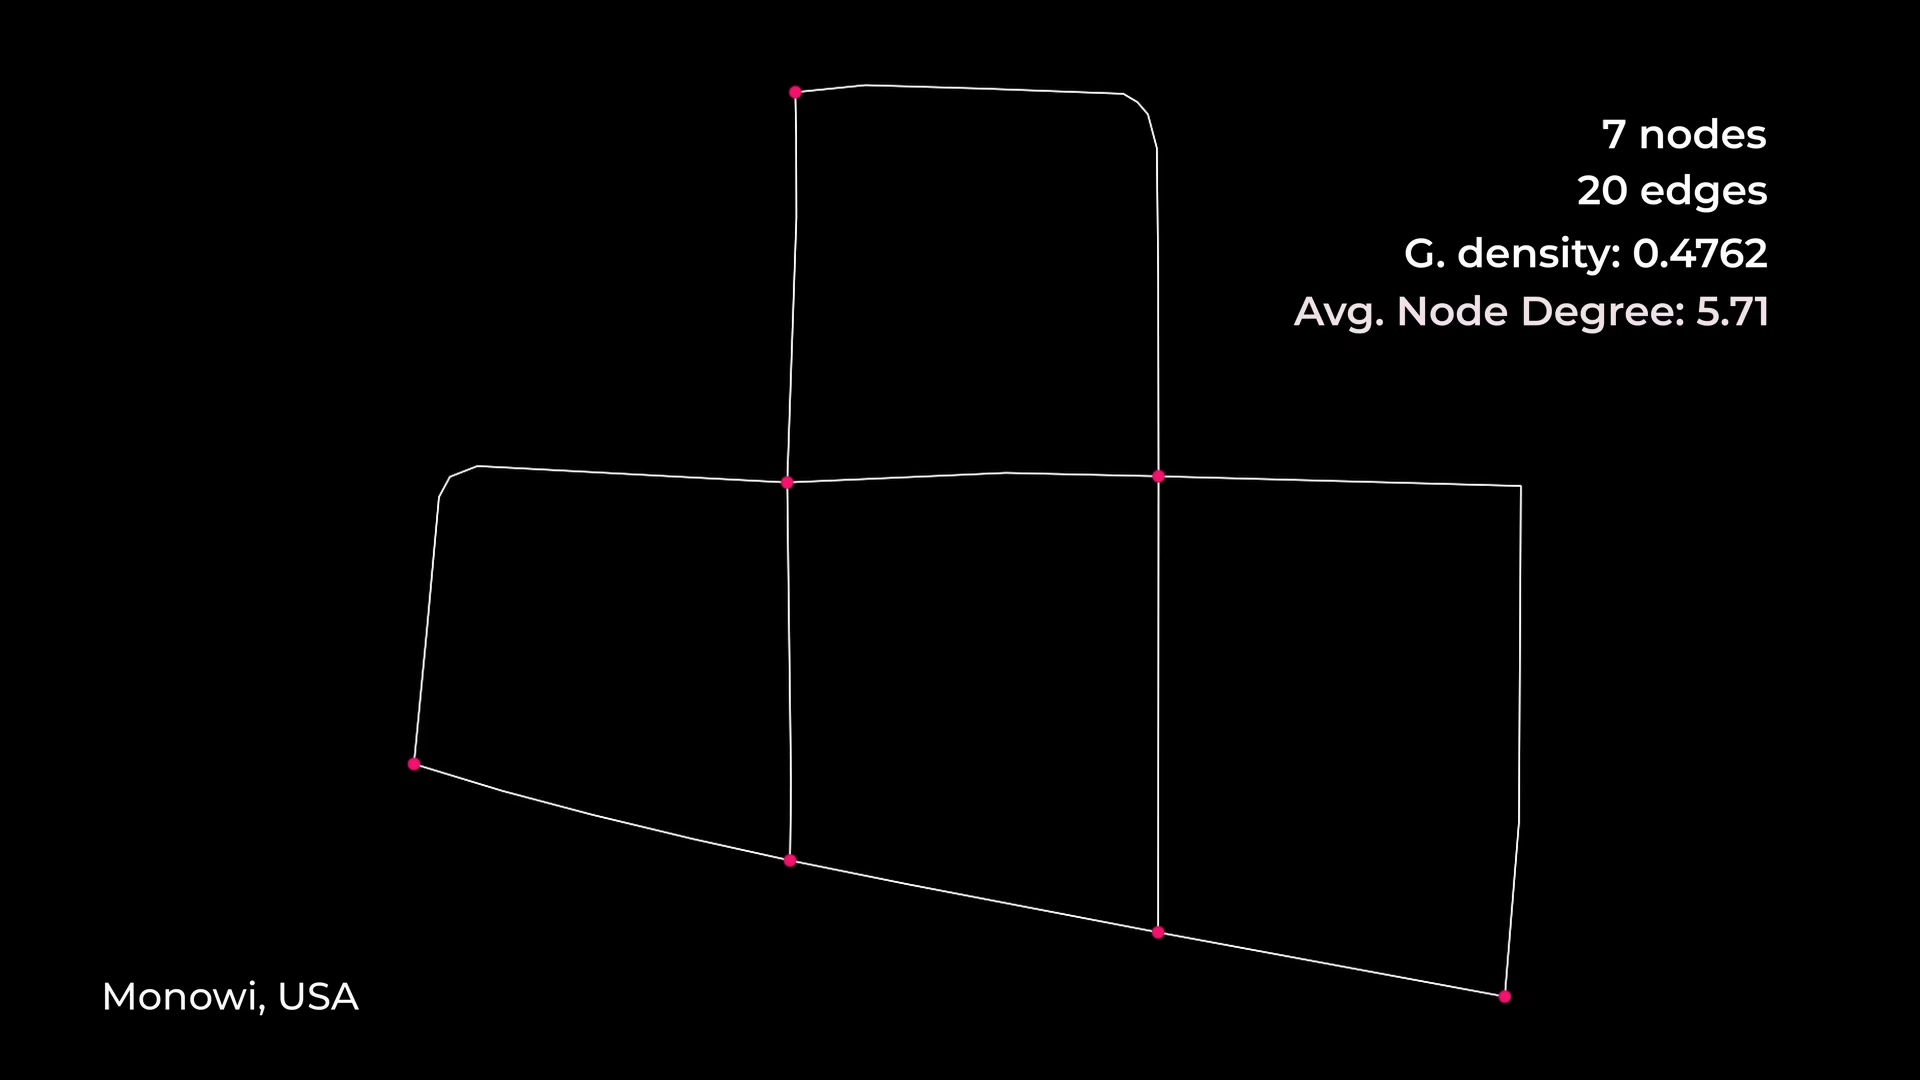 7 nodes
20 edges
G. density: 0.4762
Avg. Node Degree: 5.71
Monowi, USA